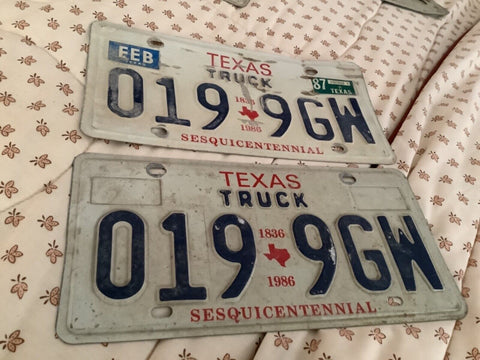 FEB
TEXAS
87
TEXAS
TRUCK
019 1836 9GW
1986
SESQUICENTENNIAL
TEXAS
TRUCK
019 1836 9GW
1986
SESQUICENTENNIAL